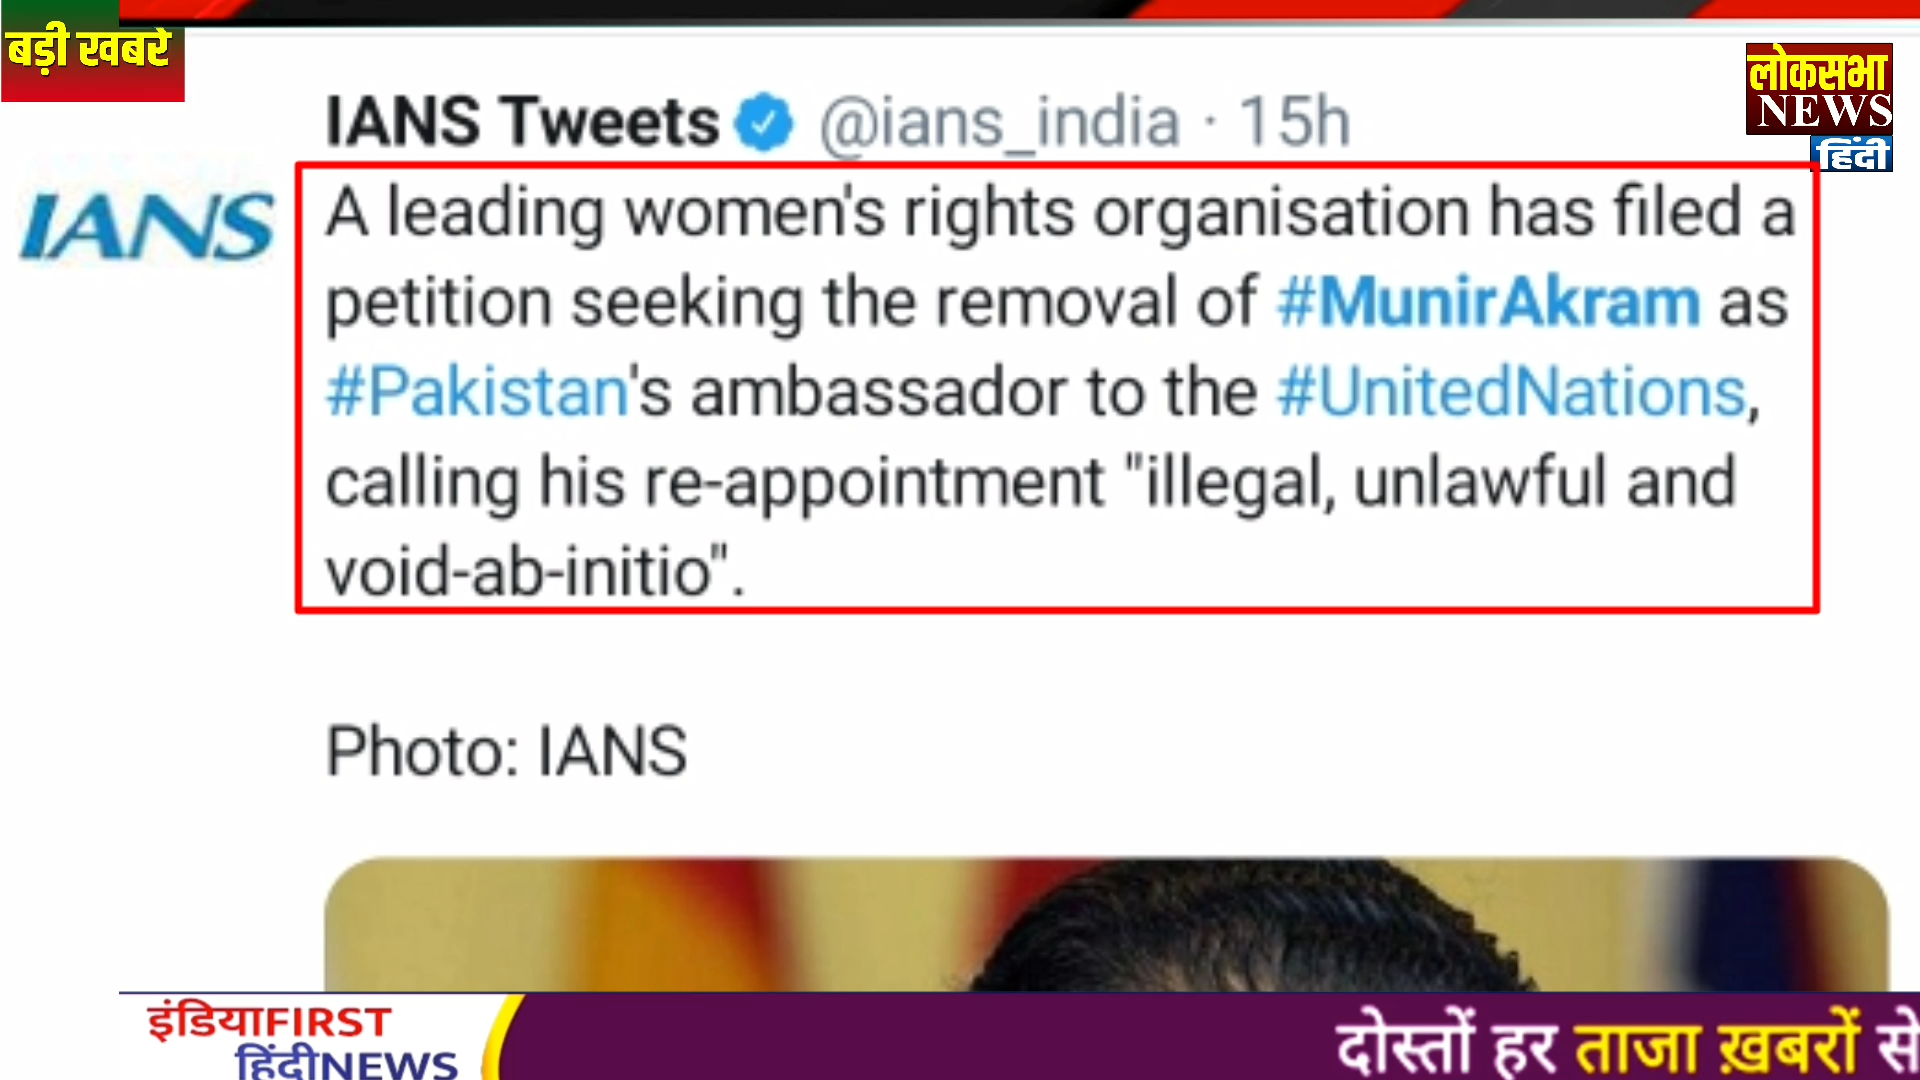 बड़ी खबरे
लोकसभा
NEWS
हिंदी
IANS Tweets @ians_india · 15h
IANS
A leading women's rights organisation has filed a
petition seeking the removal of #MunirAkram as
#Pakistan's ambassador to the #UnitedNations,
calling his re-appointment "illegal, unlawful and
void-ab-initio".
Photo: IANS
इंडियाFIRST
हिंदीNEWS
दोस्तों हर ताजा ख़बरों से